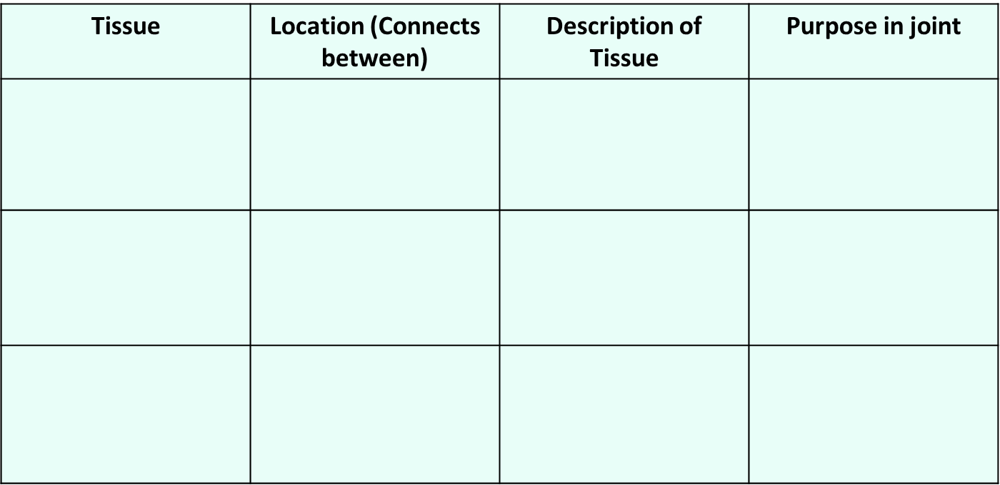 Tissue
Location (Connects
between)
Description of
Tissue
Purpose in joint